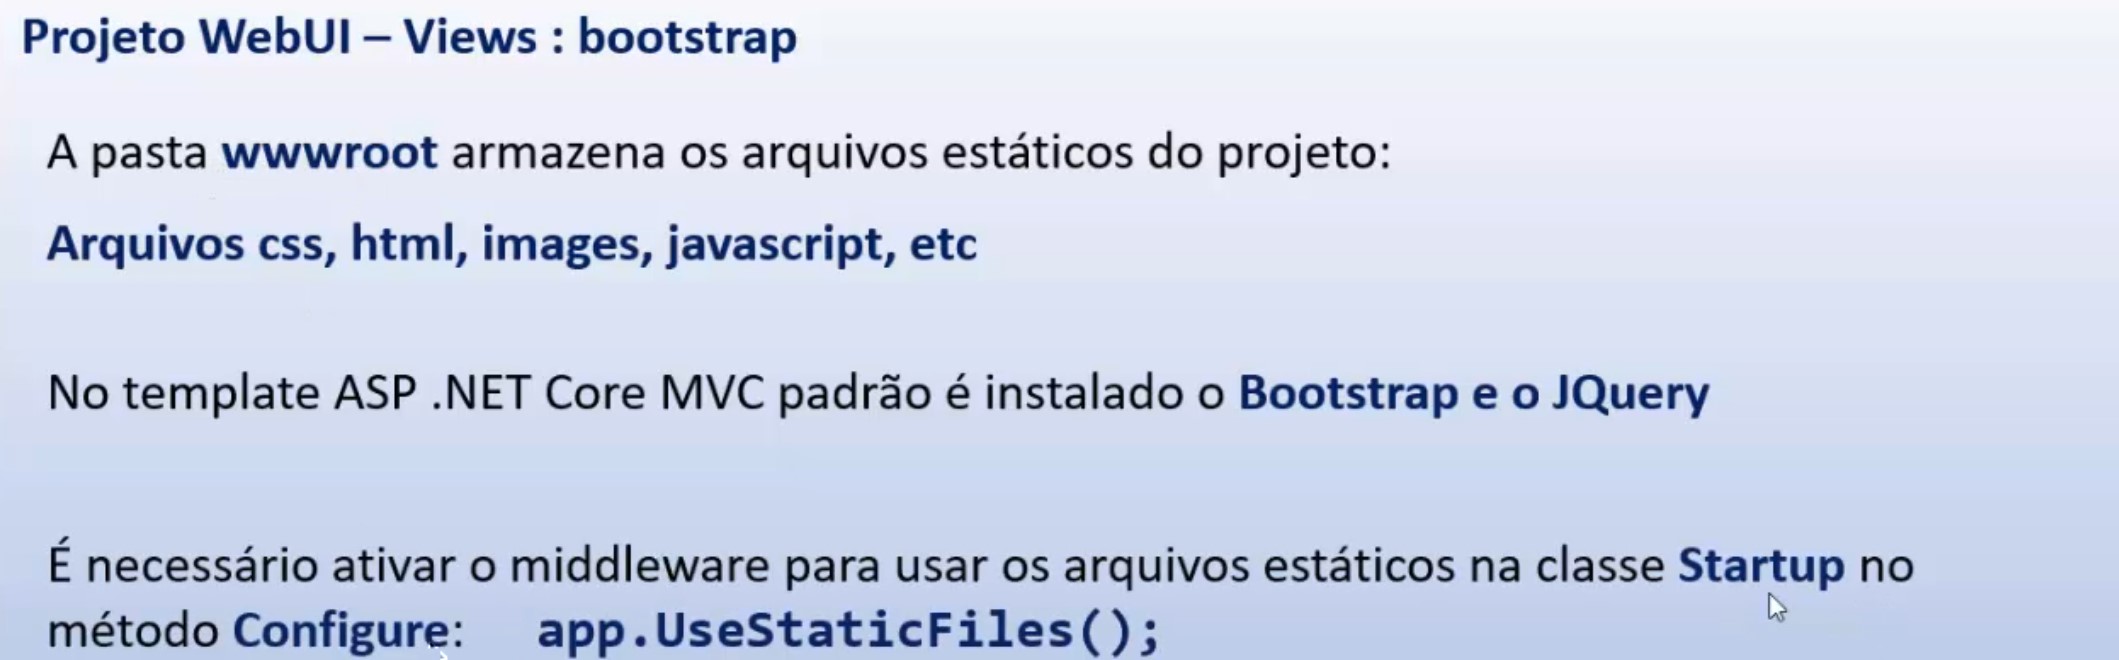 Projeto WebUI – Views : bootstrap
A pasta wwwroot armazena os arquivos estáticos do projeto:
Arquivos css, html, images, javascript, etc
No template ASP .NET Core MVC padrão é instalado o Bootstrap e o JQuery
É necessário ativar o middleware para usar os arquivos estáticos na classe Startup no
método Configure: app.UseStaticFiles();